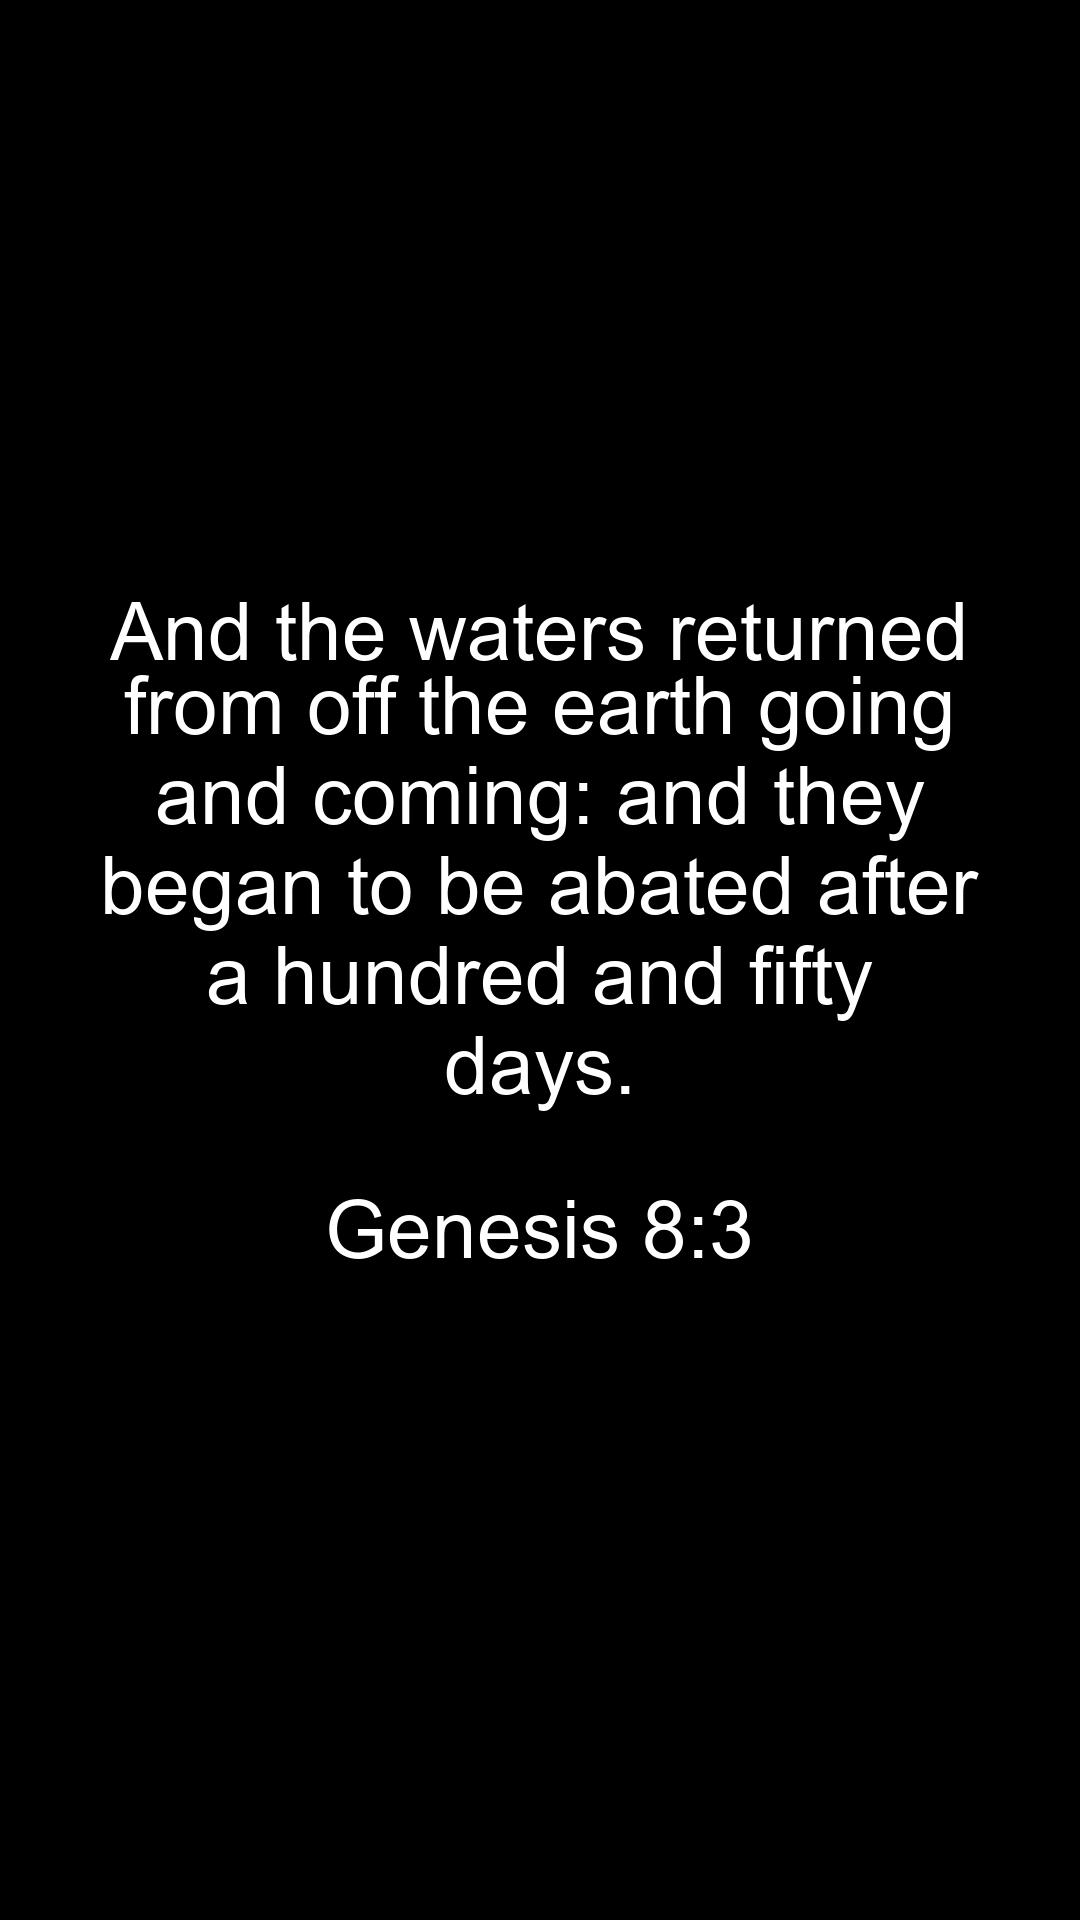 And the waters returned
from off the earth going
and coming: and they
began to be abated after
a hundred and fifty
days.
Genesis 8:3